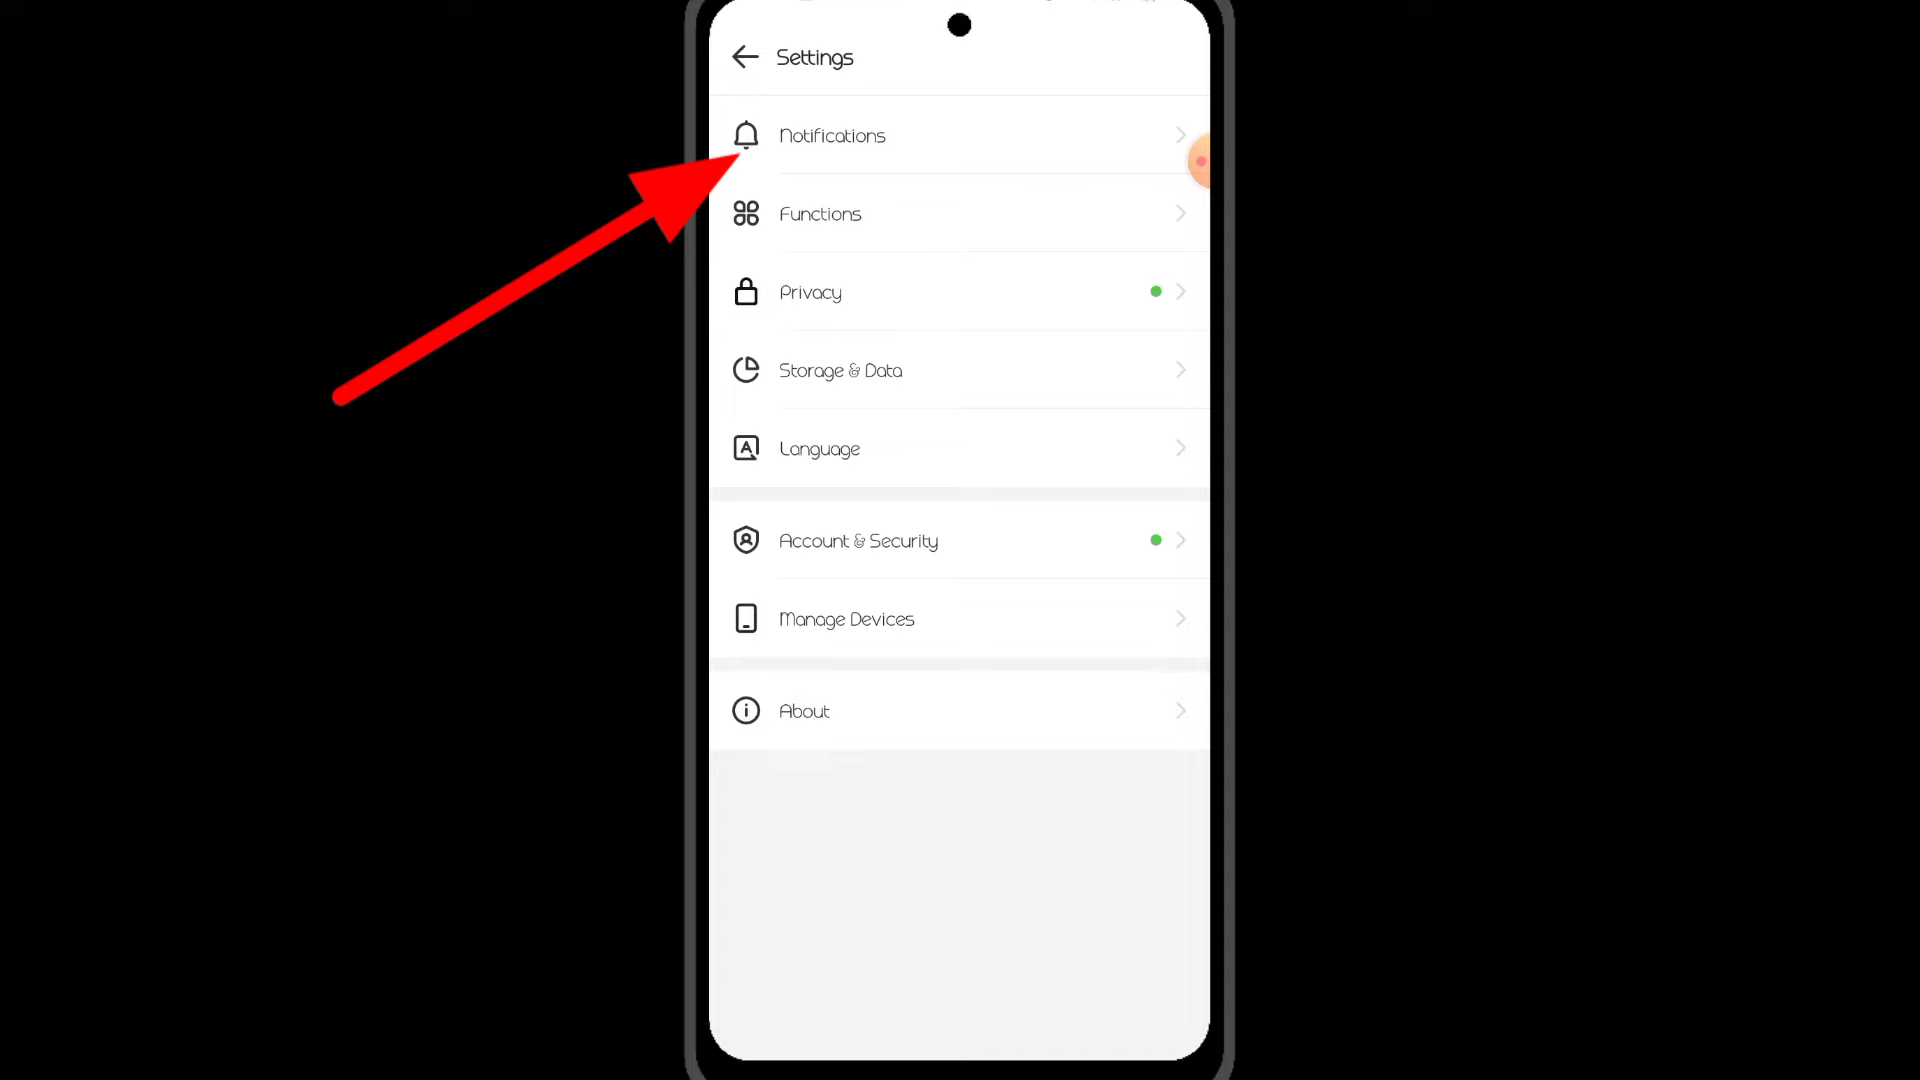 Settings
Notifications
Functions
Privacy
Storage & Data
Language
Account & Security
Manage Devices
About